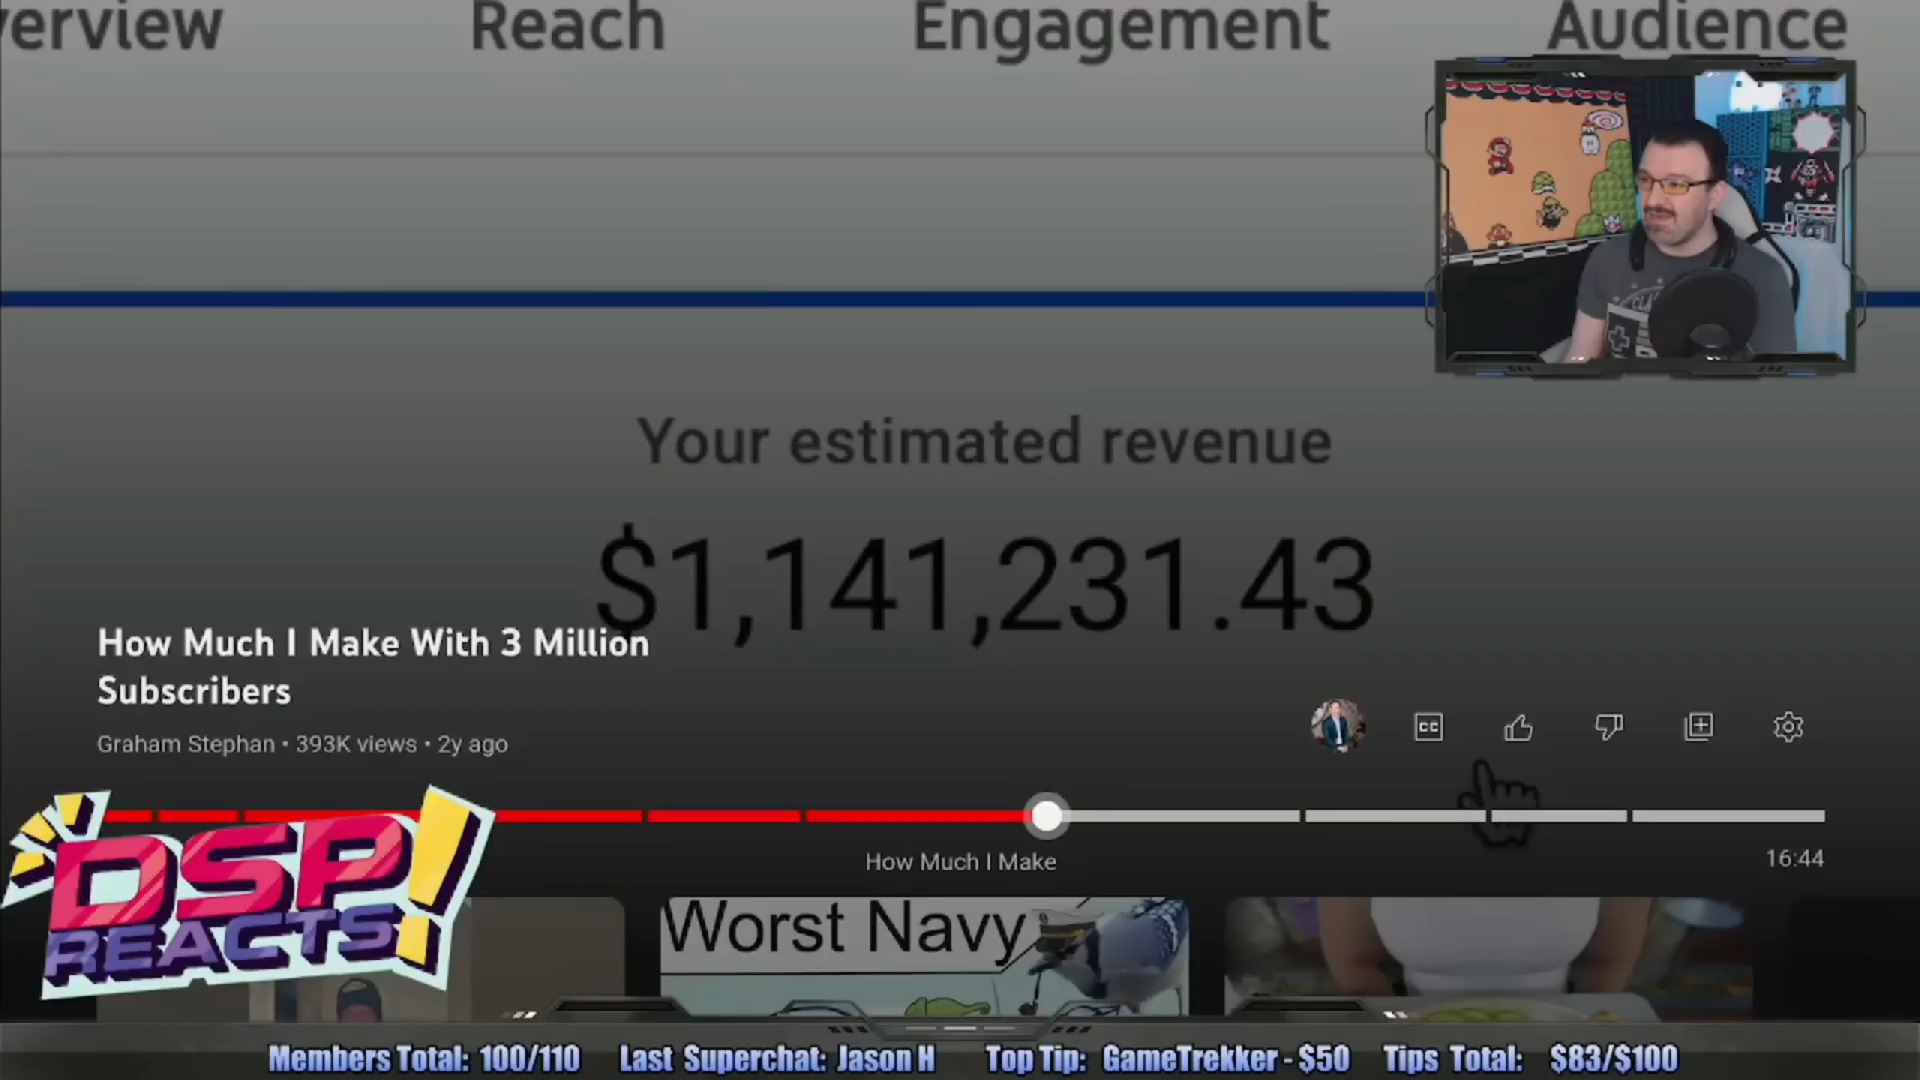 verview Reach Engagement Audience
Your estimated revenue
$1,141,231.43
How Much I Make With 3 Million
Subscribers
Graham Stephan • 393K views • 2y ago
CC
How Much I Make
16:44
DSP
REACTS!
Worst Navy
Members Total: 100/110 Last Superchat: Jason H Top Tip: GameTrekker - $50 Tips Total: $83/$100